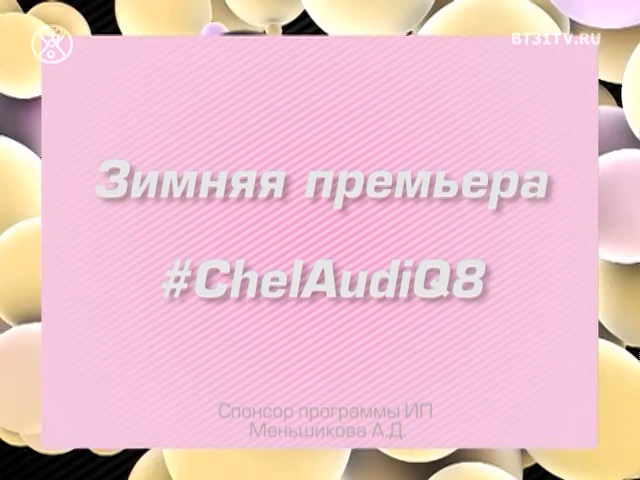 BT31TV.RU
Зимняя премьера
#ChelAudiQ8
Спонсор программы ИП
Меньшикова А.Д.